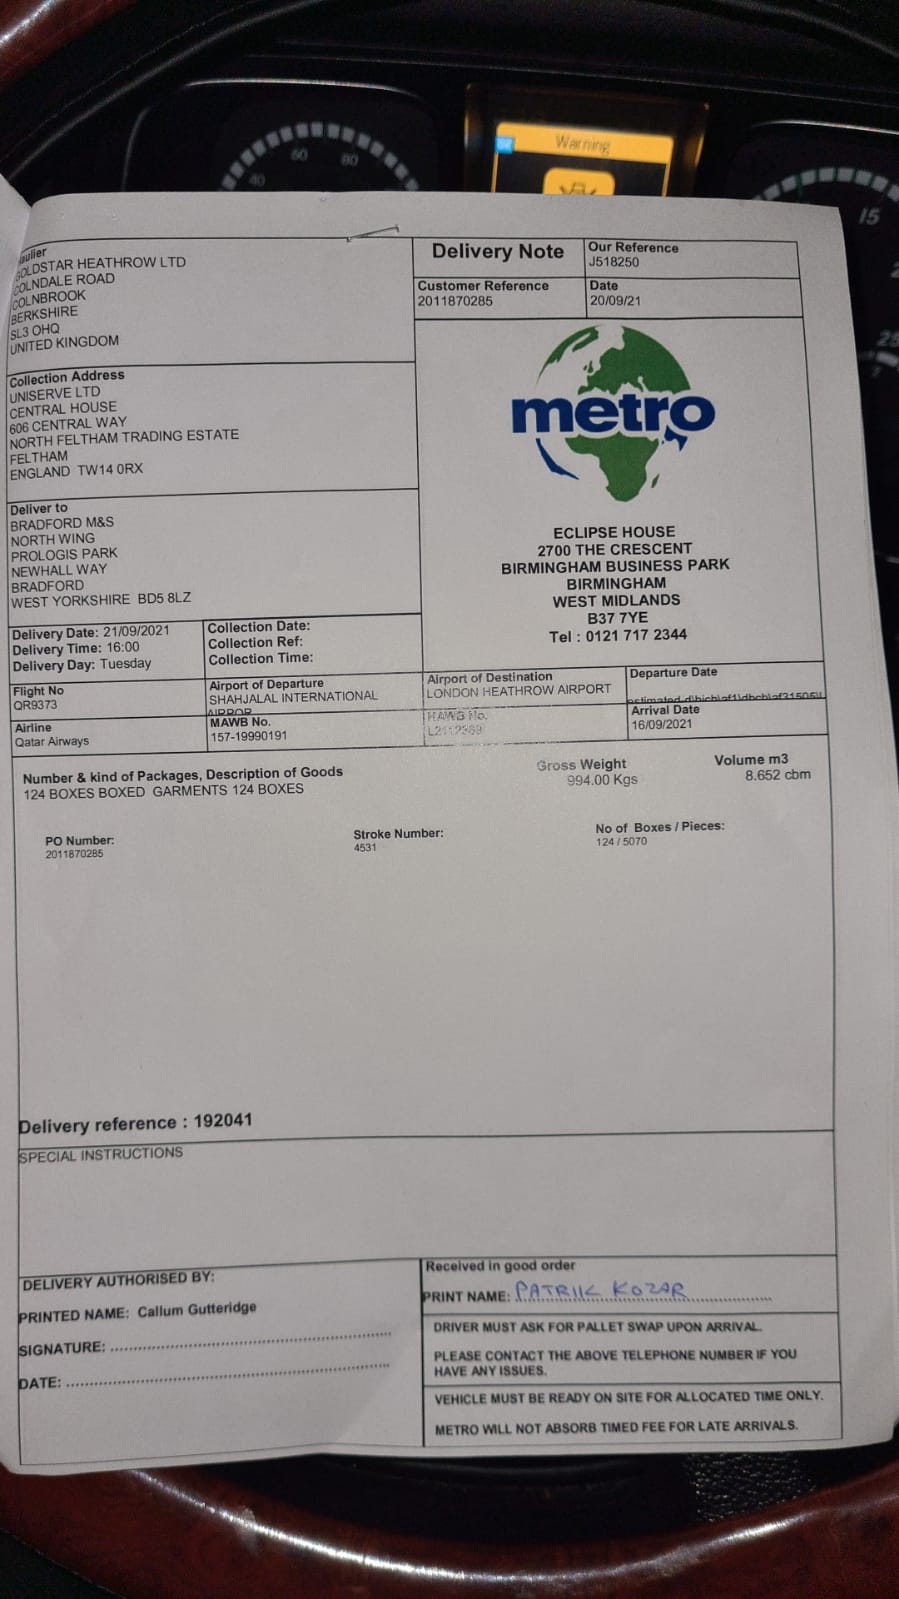 Warning
40
60
80
15
25
aulier
GOLDSTAR HEATHROW LTD
COLNDALE ROAD
COLNBROOK
BERKSHIRE
SL3 OHQ
UNITED KINGDOM
Delivery Note
Our Reference
J518250
Customer Reference
2011870285
Date
20/09/21
Collection Address
UNISERVE LTD
CENTRAL HOUSE
606 CENTRAL WAY
NORTH FELTHAM TRADING ESTATE
FELTHAM
ENGLAND TW14 0RX
metro
Deliver to
BRADFORD M&S
NORTH WING
PROLOGIS PARK
NEWHALL WAY
BRADFORD
WEST YORKSHIRE BD5 8LZ
ECLIPSE HOUSE
2700 THE CRESCENT
BIRMINGHAM BUSINESS PARK
BIRMINGHAM
WEST MIDLANDS
B37 7YE
Tel : 0121 717 2344
Delivery Date: 21/09/2021
Delivery Time: 16:00
Delivery Day: Tuesday
Collection Date:
Collection Ref:
Collection Time:
Flight No
QR9373
Airport of Departure
SHAHJALAL INTERNATIONAL
AIRPOR
Airport of Destination
LONDON HEATHROW AIRPORT
Departure Date
Airline
Qatar Airways
MAWB No.
157-19990191
HAWB No.
Arrival Date
16/09/2021
Number & kind of Packages, Description of Goods
124 BOXES BOXED GARMENTS 124 BOXES
Gross Weight
994.00 Kgs
Volume m3
8.652 cbm
PO Number:
2011870285
Stroke Number:
4531
No of Boxes / Pieces:
124 / 5070
Delivery reference : 192041
SPECIAL INSTRUCTIONS
DELIVERY AUTHORISED BY:
PRINTED NAME: Callum Gutteridge
SIGNATURE:
DATE:
Received in good order
PRINT NAME: PATRIIK KOZAR
DRIVER MUST ASK FOR PALLET SWAP UPON ARRIVAL.
PLEASE CONTACT THE ABOVE TELEPHONE NUMBER IF YOU
HAVE ANY ISSUES.
VEHICLE MUST BE READY ON SITE FOR ALLOCATED TIME ONLY.
METRO WILL NOT ABSORB TIMED FEE FOR LATE ARRIVALS.